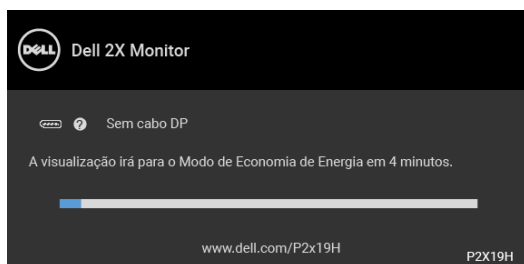 DELL
Dell 2X Monitor
? Sem cabo DP
A visualização irá para o Modo de Economia de Energia em 4 minutos.
www.dell.com/P2x19H
P2X19H